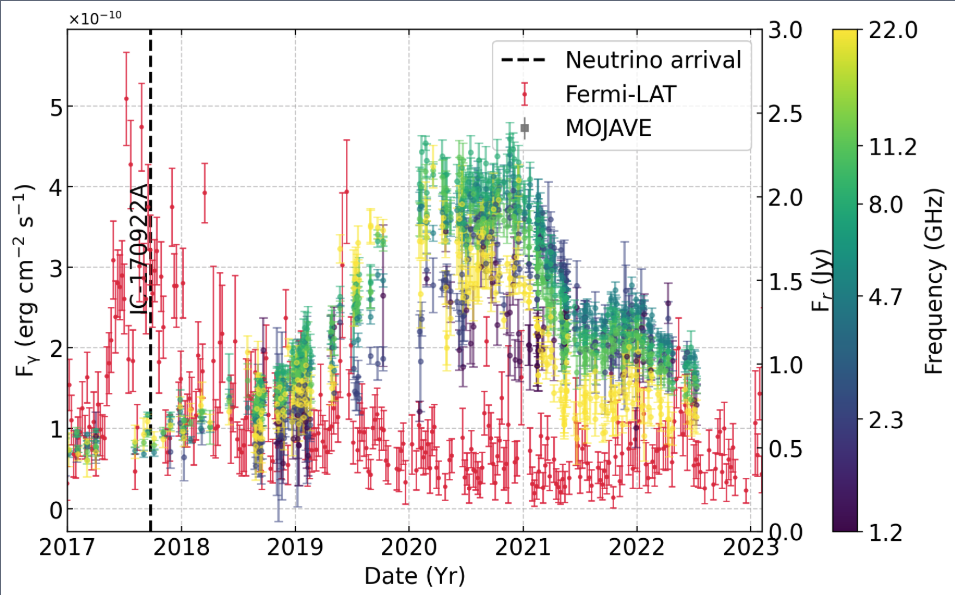 ×10⁻¹⁰
5
4
3
2
1
0
F_γ (erg cm⁻² s⁻¹)
IC-170922A
Neutrino arrival
Fermi-LAT
MOJAVE
3.0
2.5
2.0
1.5
1.0
0.5
0.0
F_r (Jy)
22.0
11.2
8.0
4.7
2.3
1.2
Frequency (GHz)
2017 2018 2019 2020 2021 2022 2023
Date (Yr)